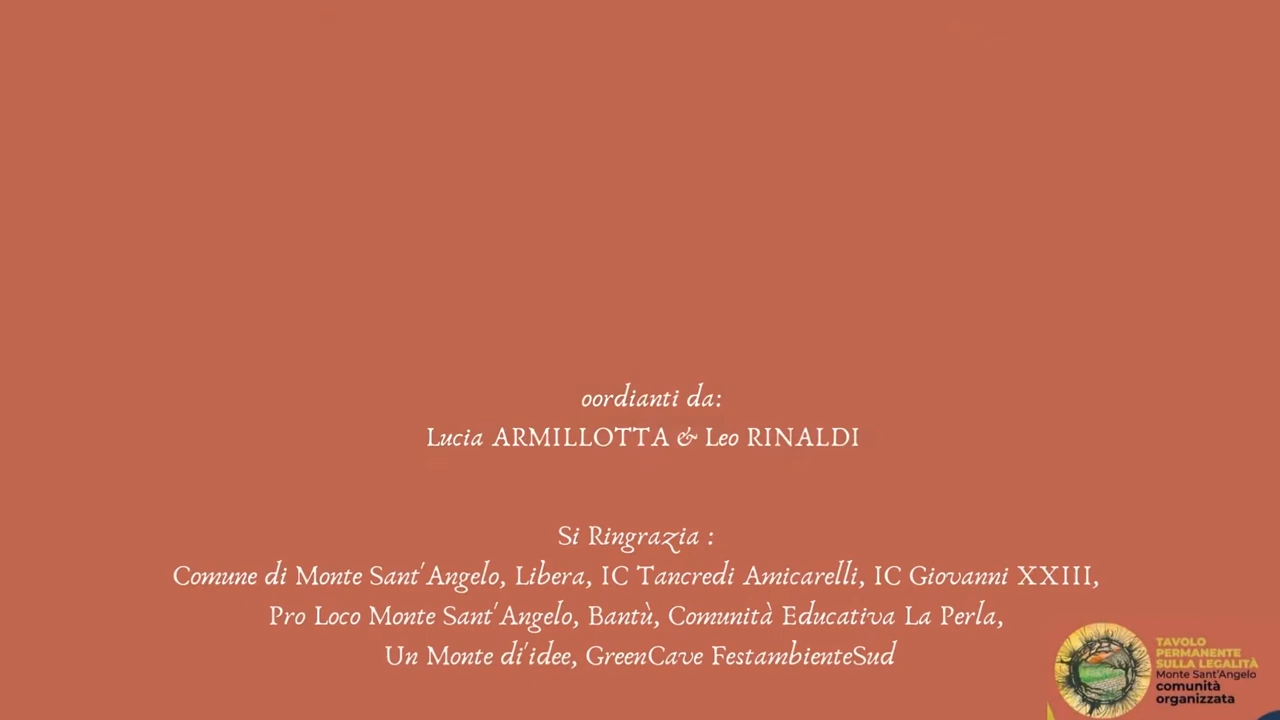 oordianti da:
Lucia ARMILLOTTA & Leo RINALDI
Si Ringrazia :
Comune di Monte Sant'Angelo, Libera, IC Tancredi Amicarelli, IC Giovanni XXIII,
Pro Loco Monte Sant'Angelo, Bantù, Comunità Educativa La Perla,
Un Monte di'idee, GreenCave FestambienteSud
TAVOLO
PERMANENTE
SULLA LEGALITÀ
Monte Sant'Angelo
comunità
organizzata